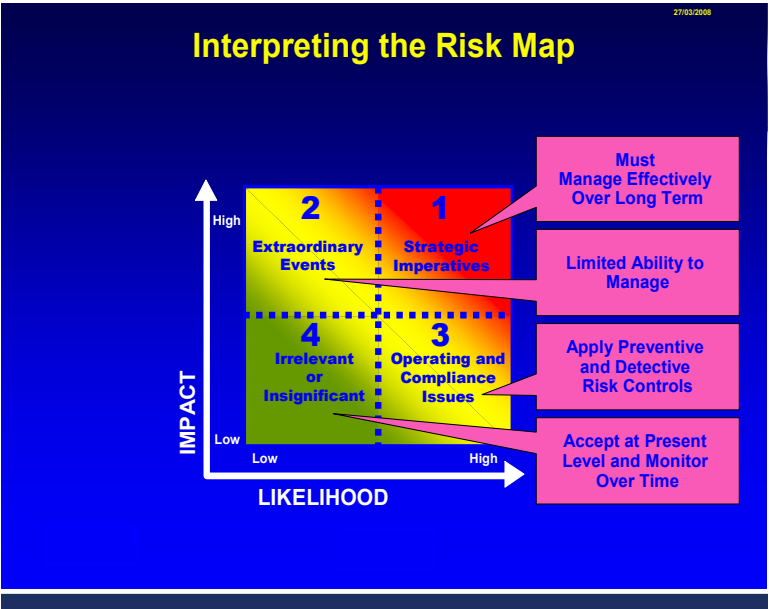 27/03/2008
Interpreting the Risk Map
Must
Manage Effectively
Over Long Term
High
2
1
Extraordinary
Events
Strategic
Imperatives
Limited Ability to
Manage
4
3
Irrelevant
or
Insignificant
Operating and
Compliance
Issues
Apply Preventive
and Detective
Risk Controls
IMPACT
Low
Low
High
Accept at Present
Level and Monitor
Over Time
LIKELIHOOD